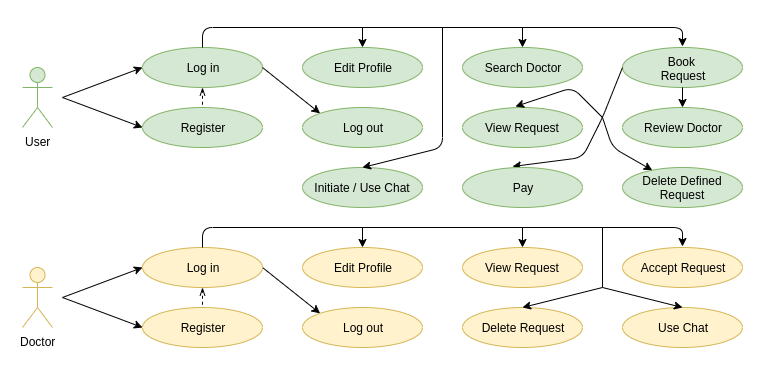 Log in
Edit Profile
Search Doctor
Book
Request
User
Register
Log out
View Request
Review Doctor
Initiate / Use Chat
Pay
Delete Defined
Request
Log in
Edit Profile
View Request
Accept Request
Doctor
Register
Log out
Delete Request
Use Chat